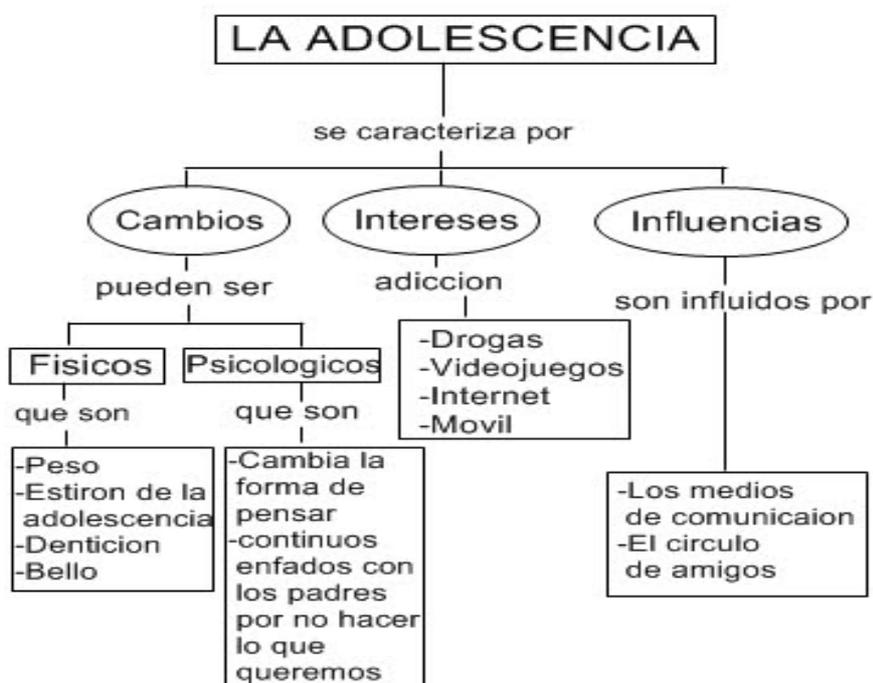 LA ADOLESCENCIA
se caracteriza por
Cambios
Intereses
Influencias
pueden ser
adiccion
son influidos por
Fisicos
Psicologicos
-Drogas
-Videojuegos
-Internet
-Movil
que son
que son
-Peso
-Estiron de la
adolescencia
-Denticion
-Bello
-Cambia la
forma de
pensar
-continuos
enfados con
los padres
por no hacer
lo que
queremos
-Los medios
de comunicaion
-El circulo
de amigos